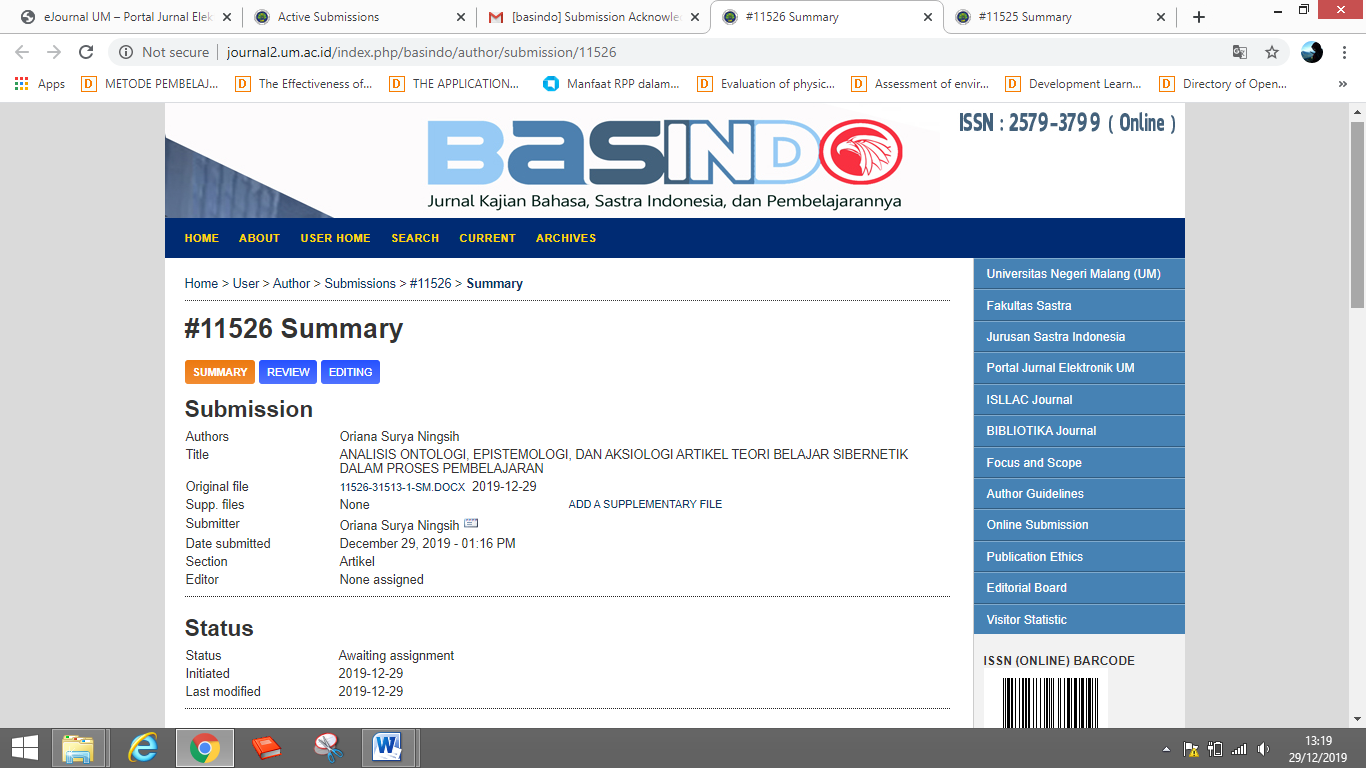 eJournal UM – Portal Jurnal Elek
Active Submissions
[basindo] Submission Acknowle
#11526 Summary
#11525 Summary
Not secure
journal2.um.ac.id/index.php/basindo/author/submission/11526
Apps
METODE PEMBELAJ...
The Effectiveness of...
THE APPLICATION...
Manfaat RPP dalam...
Evaluation of physic...
Assessment of envir...
Development Learn...
Directory of Open...
BASINDO
Jurnal Kajian Bahasa, Sastra Indonesia, dan Pembelajarannya
ISSN : 2579-3799 ( Online )
HOME ABOUT USER HOME SEARCH CURRENT ARCHIVES
Home > User > Author > Submissions > #11526 > Summary
#11526 Summary
SUMMARY REVIEW EDITING
Submission
Authors Oriana Surya Ningsih
Title ANALISIS ONTOLOGI, EPISTEMOLOGI, DAN AKSIOLOGI ARTIKEL TEORI BELAJAR SIBERNETIK
DALAM PROSES PEMBELAJARAN
Original file 11526-31513-1-SM.DOCX 2019-12-29
Supp. files None ADD A SUPPLEMENTARY FILE
Submitter Oriana Surya Ningsih
Date submitted December 29, 2019 - 01:16 PM
Section Artikel
Editor None assigned
Status
Status Awaiting assignment
Initiated 2019-12-29
Last modified 2019-12-29
Universitas Negeri Malang (UM)
Fakultas Sastra
Jurusan Sastra Indonesia
Portal Jurnal Elektronik UM
ISLLAC Journal
BIBLIOTIKA Journal
Focus and Scope
Author Guidelines
Online Submission
Publication Ethics
Editorial Board
Visitor Statistic
ISSN (ONLINE) BARCODE
13:19
29/12/2019